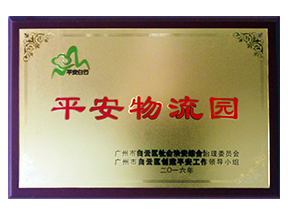 平安白云
平安物流园
广州市白云区社会治安综合治理委员会
广州市白云区创建平安工作领导小组
二〇一六年